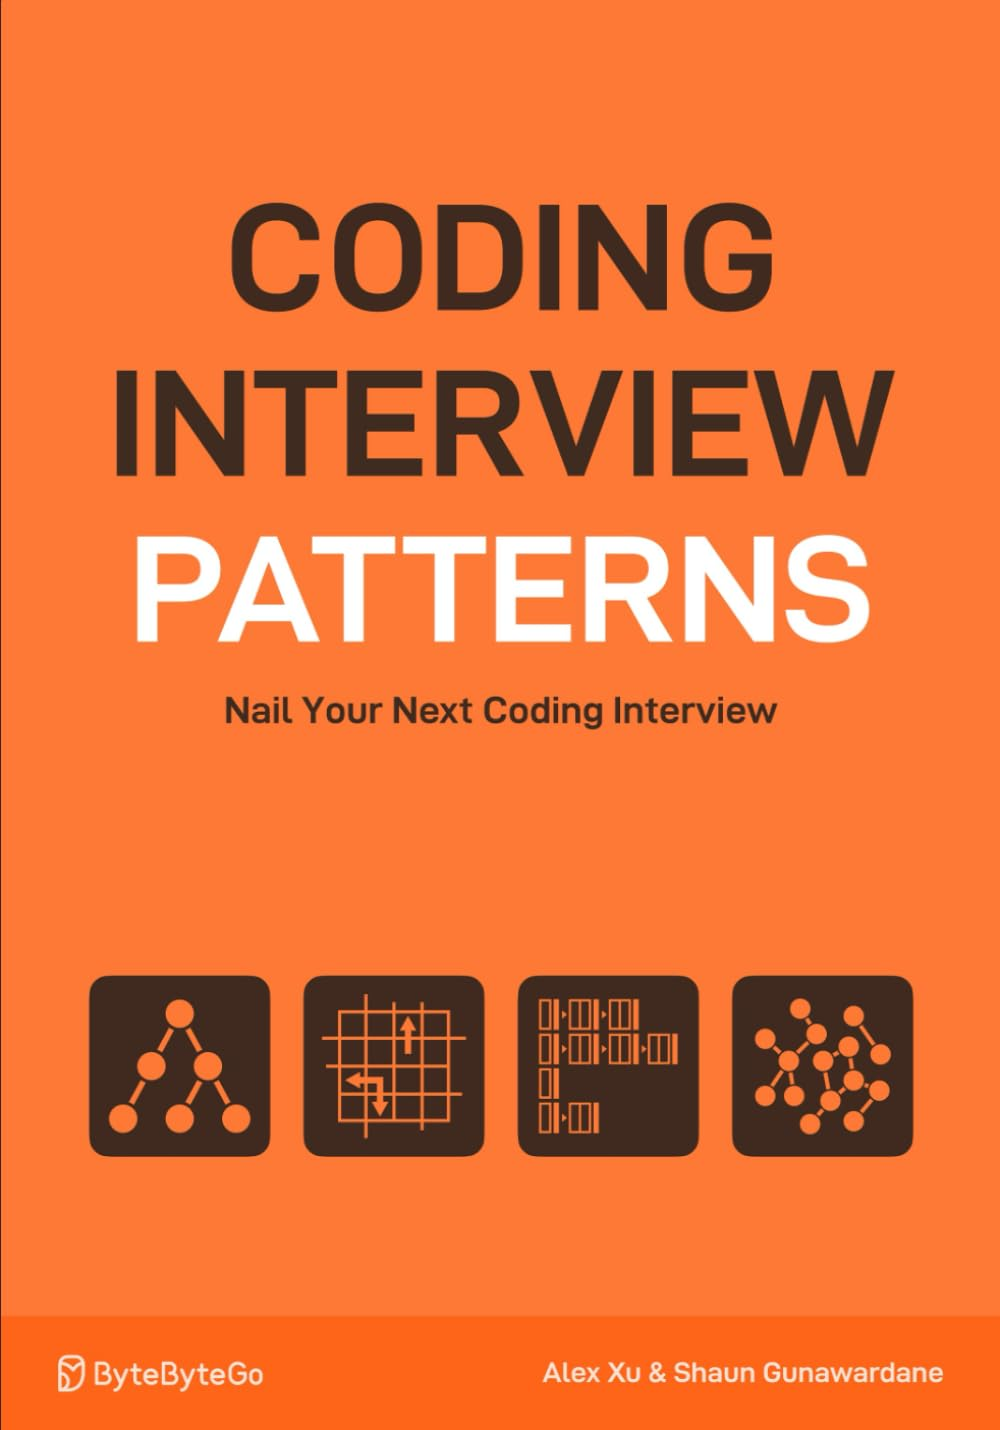 CODING
INTERVIEW
PATTERNS
Nail Your Next Coding Interview
ByteByteGo
Alex Xu & Shaun Gunawardane